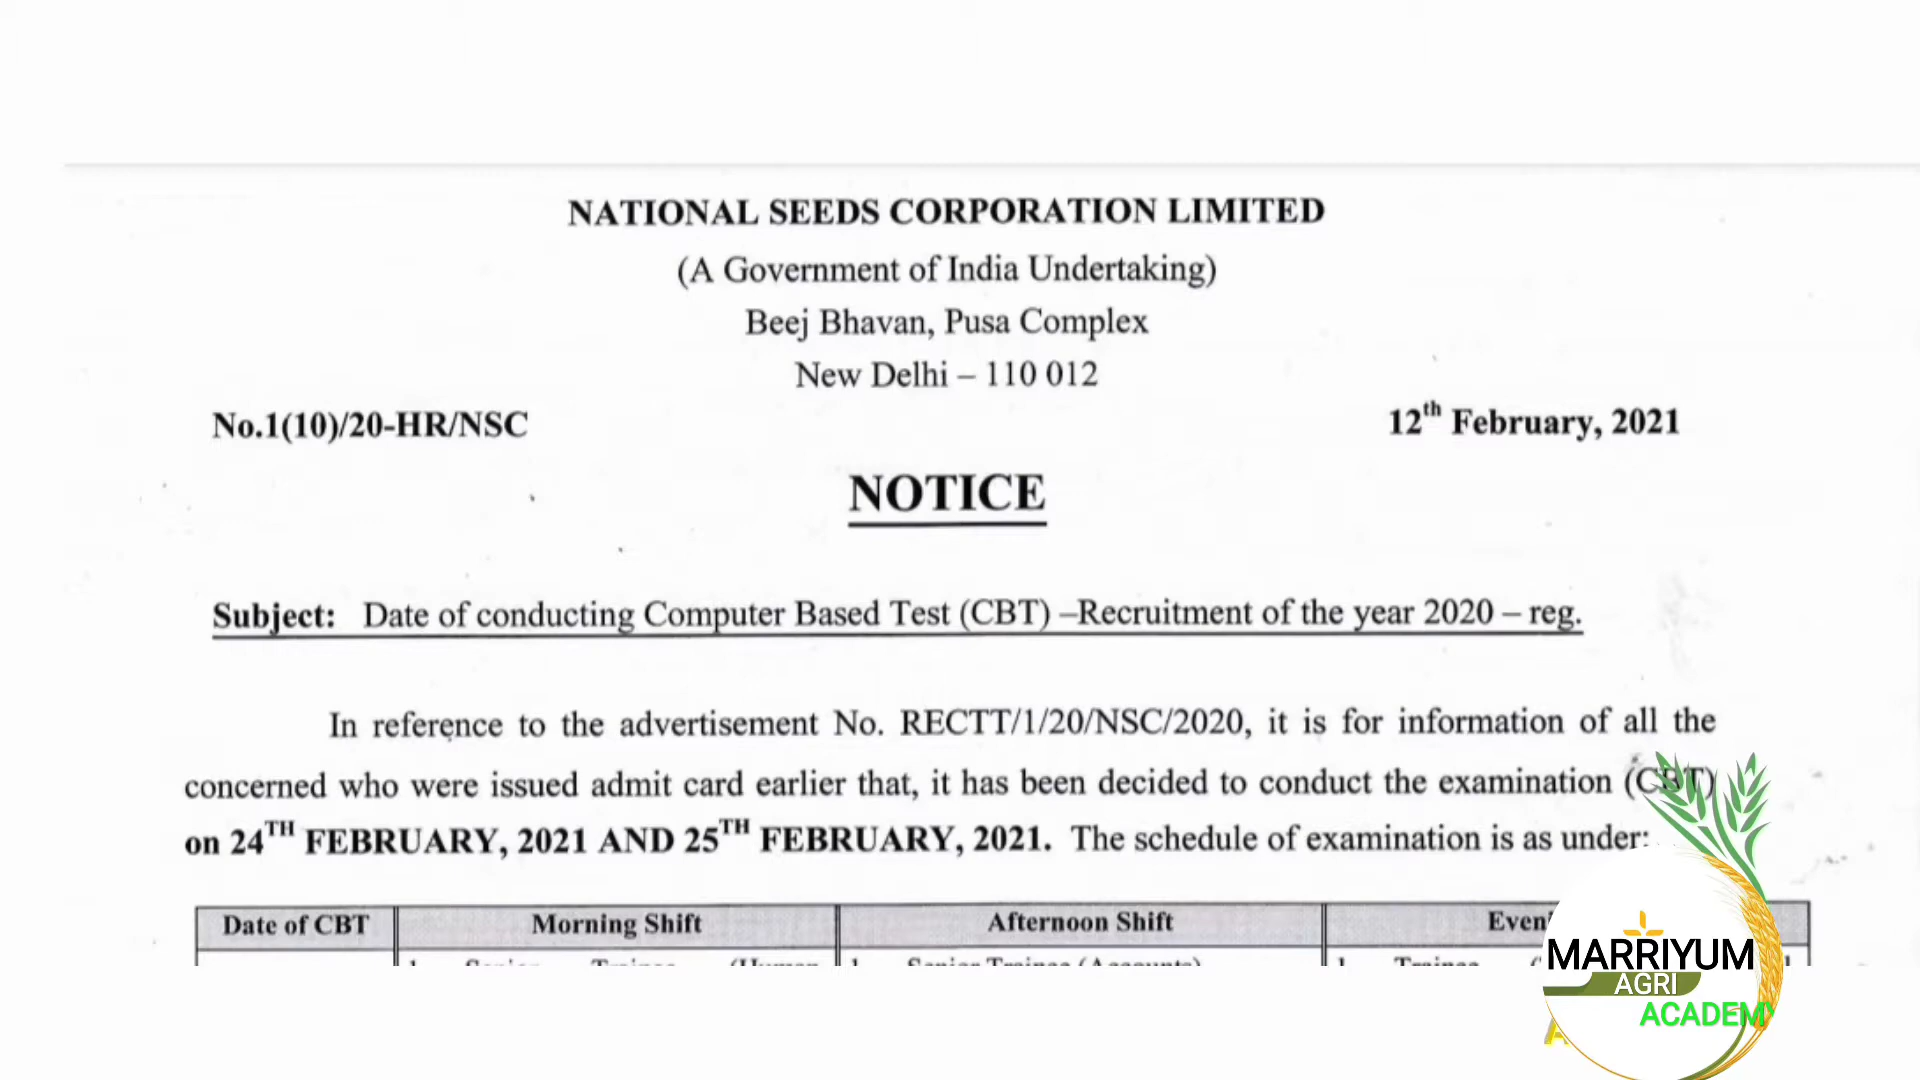 NATIONAL SEEDS CORPORATION LIMITED
(A Government of India Undertaking)
Beej Bhavan, Pusa Complex
New Delhi – 110 012
No.1(10)/20-HR/NSC 12th February, 2021
NOTICE
Subject: Date of conducting Computer Based Test (CBT) –Recruitment of the year 2020 – reg.
In reference to the advertisement No. RECTT/1/20/NSC/2020, it is for information of all the
concerned who were issued admit card earlier that, it has been decided to conduct the examination (CBT)
on 24TH FEBRUARY, 2021 AND 25TH FEBRUARY, 2021. The schedule of examination is as under:
Date of CBT Morning Shift Afternoon Shift
Senior Trainee (Accounts)
MARRIYUM
AGRI
ACADEMY